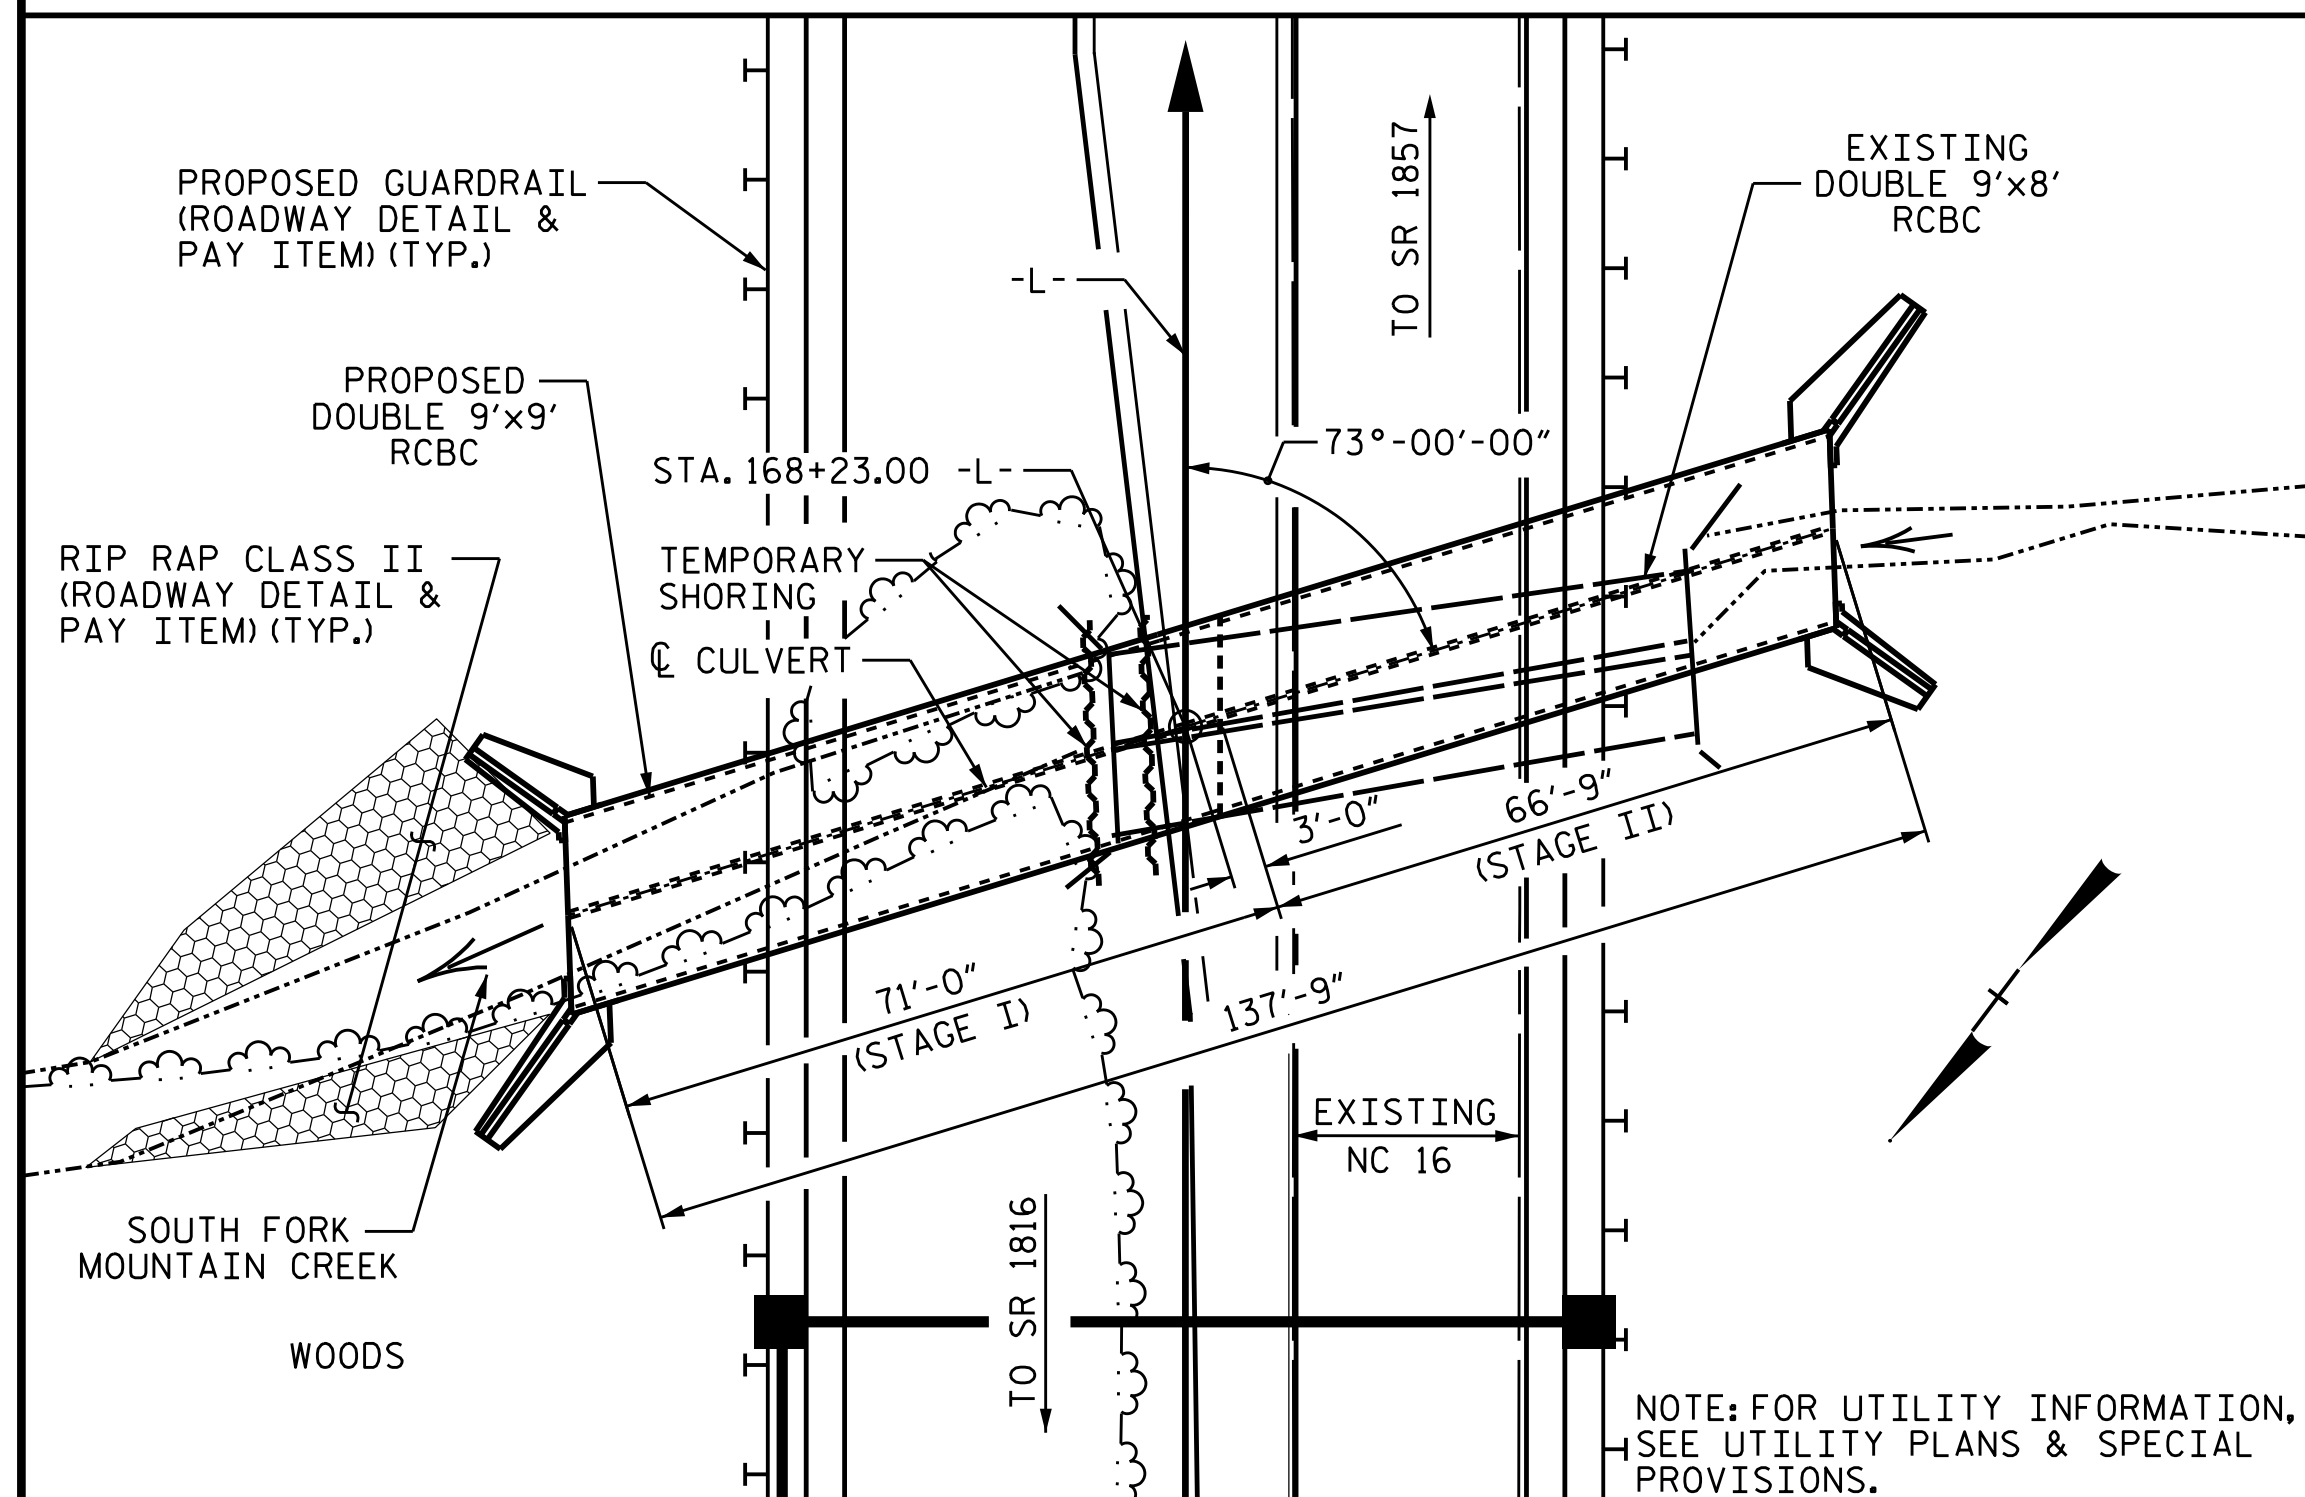 PROPOSED GUARDRAIL
(ROADWAY DETAIL &
PAY ITEM) (TYP.)
TO SR 1857
EXISTING
DOUBLE 9'x8'
RCBC
-L-
PROPOSED
DOUBLE 9'x9'
RCBC
73°-00'-00"
STA. 168+23.00 -L-
RIP RAP CLASS II
(ROADWAY DETAIL &
PAY ITEM) (TYP.)
TEMPORARY
SHORING
℄ CULVERT
3'-0"
66'-9"
(STAGE II)
71'-0"
(STAGE I)
137'-9"
EXISTING
NC 16
SOUTH FORK
MOUNTAIN CREEK
TO SR 1816
WOODS
NOTE: FOR UTILITY INFORMATION,
SEE UTILITY PLANS & SPECIAL
PROVISIONS.